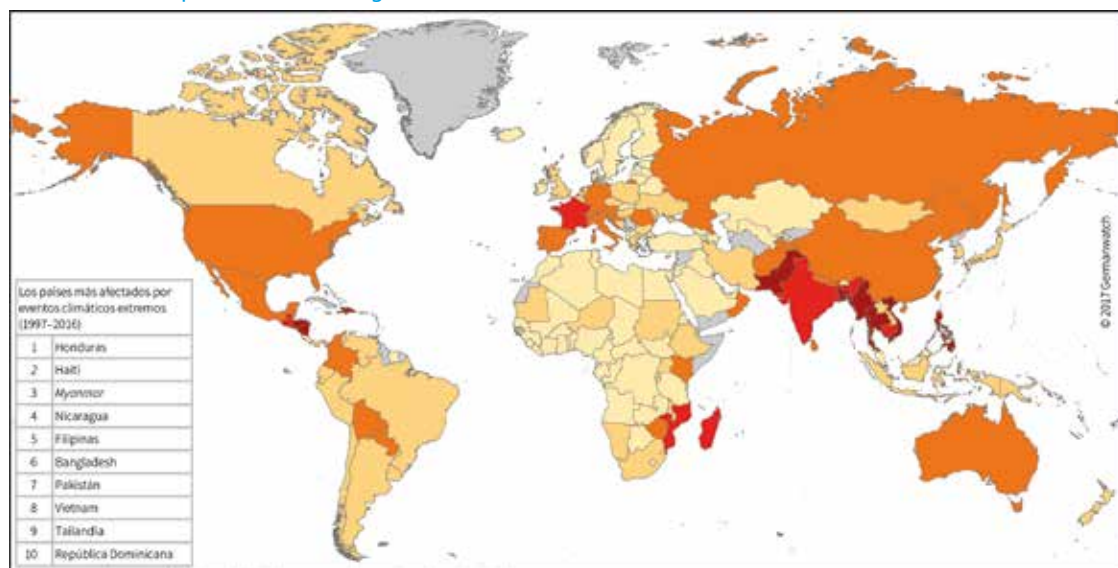 Los países más afectados por
eventos climáticos extremos
(1997–2016)
1 Honduras
2 Haití
3 Myanmar
4 Nicaragua
5 Filipinas
6 Bangladesh
7 Pakistán
8 Vietnam
9 Tailandia
10 República Dominicana
© 2017 Germanwatch